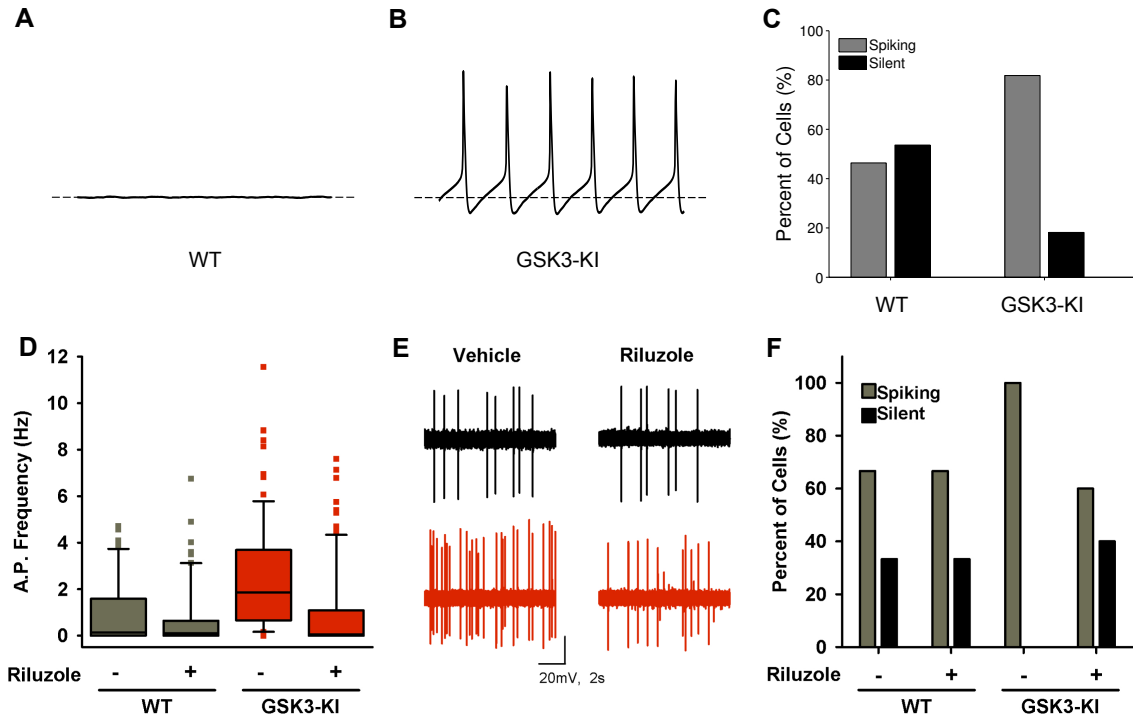 A
WT
B
GSK3-KI
C
Percent of Cells (%)
100
80
60
40
20
0
Spiking
Silent
WT
GSK3-KI
D
A.P. Frequency (Hz)
12
10
8
6
4
2
0
Riluzole
- + - +
WT
GSK3-KI
E
Vehicle
Riluzole
20mV, 2s
F
Percent of Cells (%)
100
80
60
40
20
0
Spiking
Silent
Riluzole
- + - +
WT
GSK3-KI